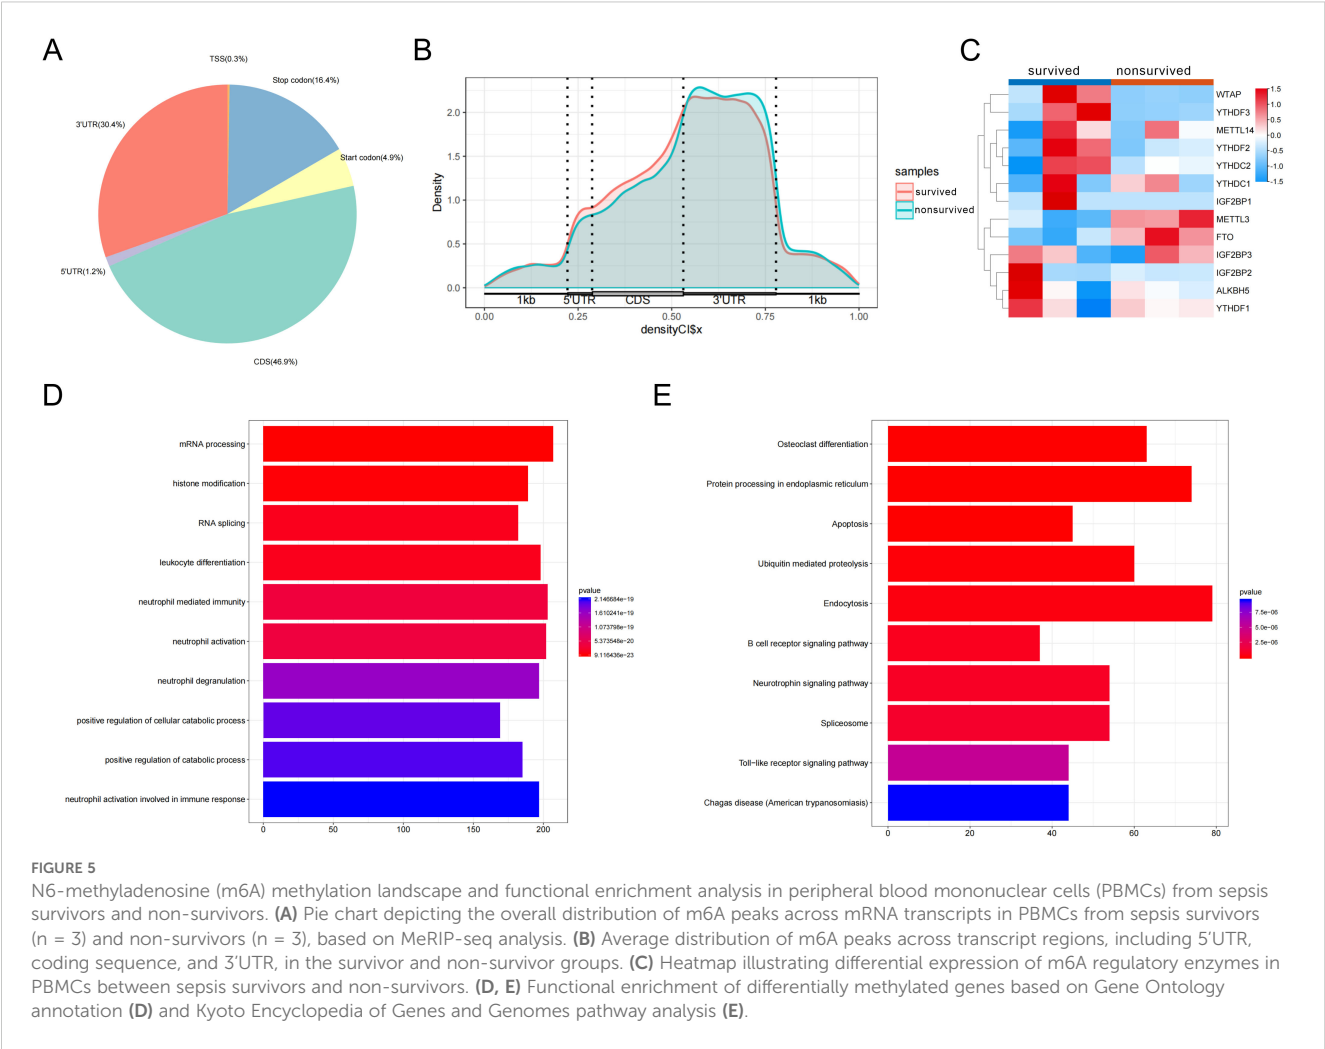 A
TSS(0.3%)
Stop codon(16.4%)
3'UTR(30.4%)
Start codon(4.9%)
5'UTR(1.2%)
CDS(46.9%)
B
Density
2.0
1.5
1.0
0.5
0.0
1kb 5'UTR CDS 3'UTR 1kb
0.00 0.25 0.50 0.75 1.00
densityCI$x
samples
survived
nonsurvived
C
survived nonsurvived
WTAP
YTHDF3
METTL14
YTHDF2
YTHDC2
YTHDC1
IGF2BP1
METTL3
FTO
IGF2BP3
IGF2BP2
ALKBH5
YTHDF1
1.5
1.0
0.5
0.0
-0.5
-1.0
-1.5
D
mRNA processing
histone modification
RNA splicing
leukocyte differentiation
neutrophil mediated immunity
neutrophil activation
neutrophil degranulation
positive regulation of cellular catabolic process
positive regulation of catabolic process
neutrophil activation involved in immune response
0 50 100 150 200
pvalue
2.146684e−19
1.610241e−19
1.073798e−19
5.373548e−20
9.116436e−23
E
Osteoclast differentiation
Protein processing in endoplasmic reticulum
Apoptosis
Ubiquitin mediated proteolysis
Endocytosis
B cell receptor signaling pathway
Neurotrophin signaling pathway
Spliceosome
Toll−like receptor signaling pathway
Chagas disease (American trypanosomiasis)
0 20 40 60 80
pvalue
7.5e−06
5.0e−06
2.5e−06
FIGURE 5
N6-methyladenosine (m6A) methylation landscape and functional enrichment analysis in peripheral blood mononuclear cells (PBMCs) from sepsis
survivors and non-survivors. (A) Pie chart depicting the overall distribution of m6A peaks across mRNA transcripts in PBMCs from sepsis survivors
(n = 3) and non-survivors (n = 3), based on MeRIP-seq analysis. (B) Average distribution of m6A peaks across transcript regions, including 5'UTR,
coding sequence, and 3'UTR, in the survivor and non-survivor groups. (C) Heatmap illustrating differential expression of m6A regulatory enzymes in
PBMCs between sepsis survivors and non-survivors. (D, E) Functional enrichment of differentially methylated genes based on Gene Ontology
annotation (D) and Kyoto Encyclopedia of Genes and Genomes pathway analysis (E).